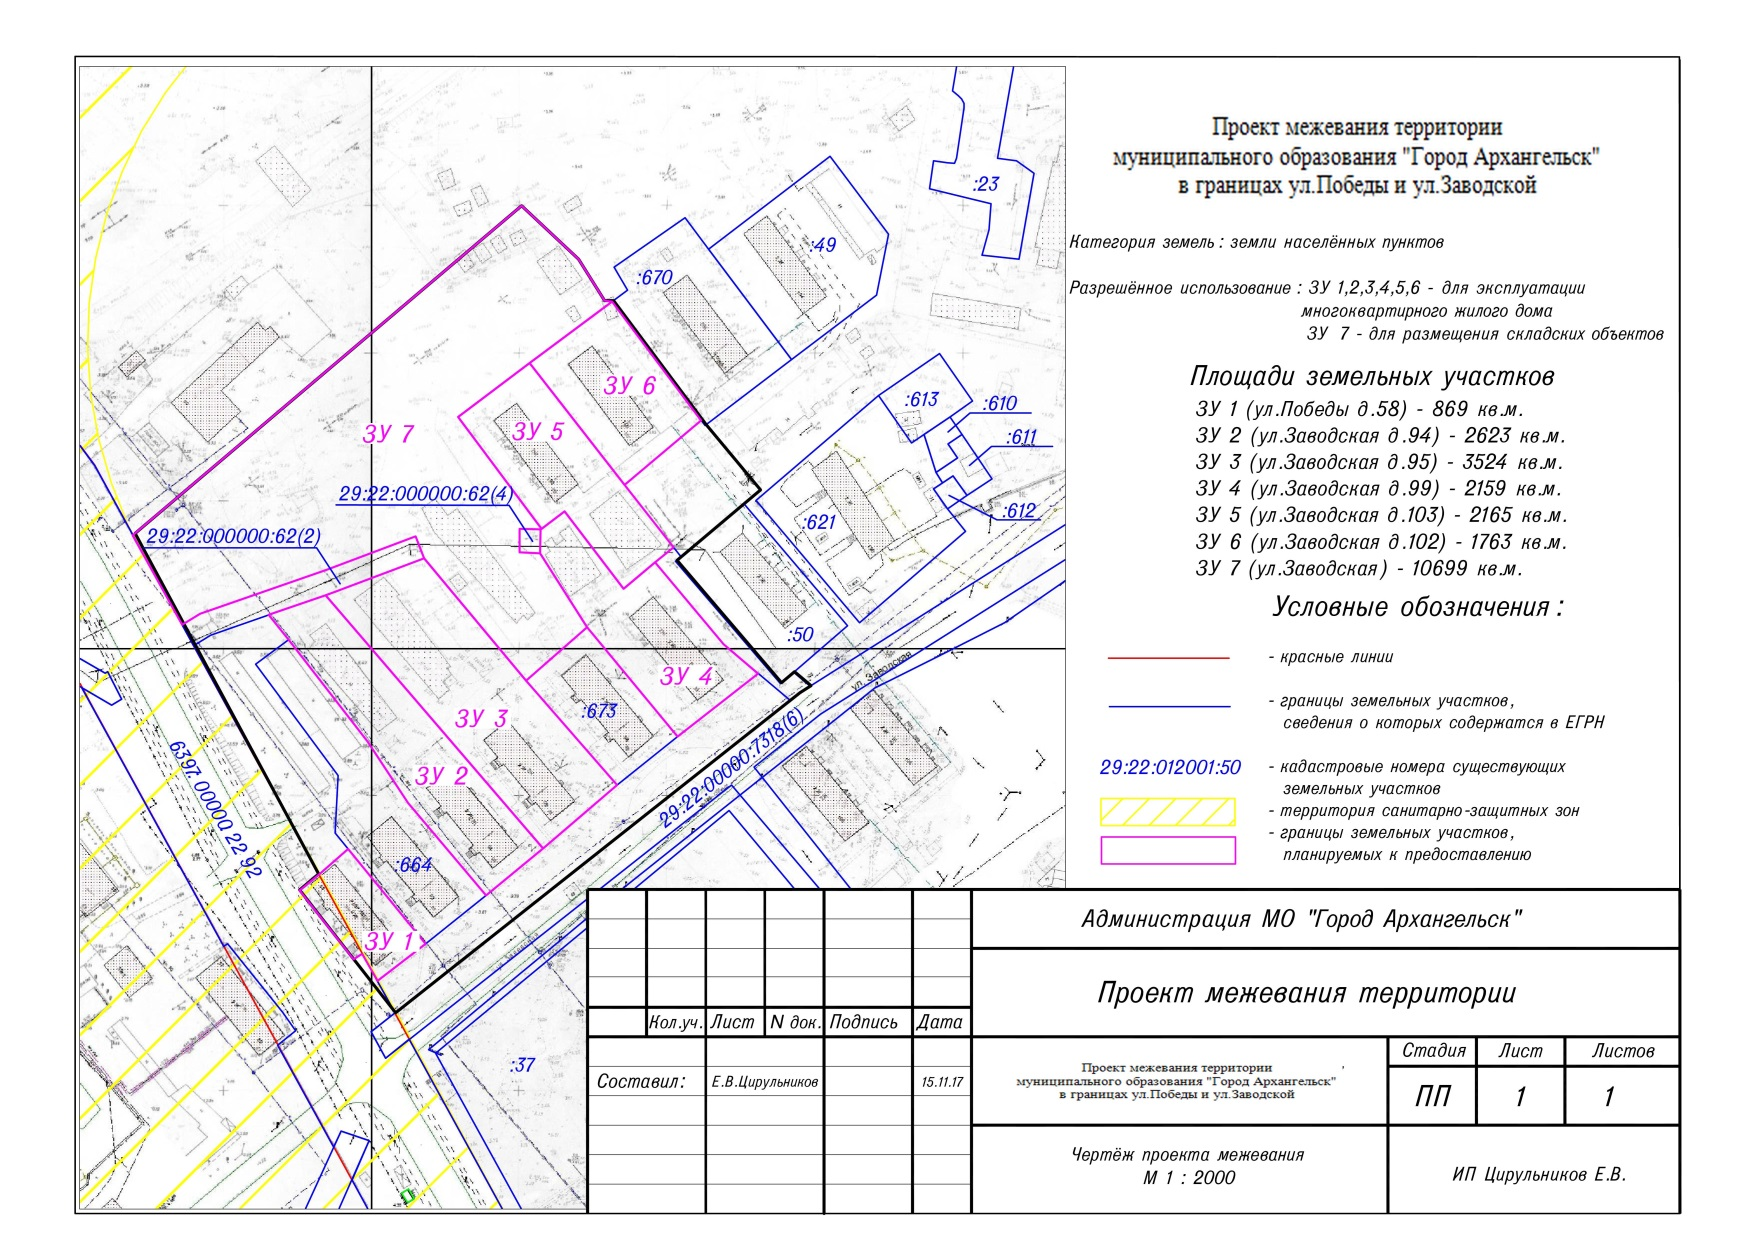 Проект межевания территории
муниципального образования "Город Архангельск"
в границах ул.Победы и ул.Заводской
Категория земель : земли населённых пунктов
Разрешённое использование : ЗУ 1,2,3,4,5,6 - для эксплуатации
многоквартирного жилого дома
ЗУ 7 - для размещения складских объектов
Площади земельных участков
ЗУ 1 (ул.Победы д.58) - 869 кв.м.
ЗУ 2 (ул.Заводская д.94) - 2623 кв.м.
ЗУ 3 (ул.Заводская д.95) - 3524 кв.м.
ЗУ 4 (ул.Заводская д.99) - 2159 кв.м.
ЗУ 5 (ул.Заводская д.103) - 2165 кв.м.
ЗУ 6 (ул.Заводская д.102) - 1763 кв.м.
ЗУ 7 (ул.Заводская) - 10699 кв.м.
Условные обозначения :
- красные линии
- границы земельных участков,
сведения о которых содержатся в ЕГРН
29:22:012001:50 - кадастровые номера существующих
земельных участков
- территория санитарно-защитных зон
- границы земельных участков,
планируемых к предоставлению
:23
:49
:670
ЗУ 6
:613
:610
ЗУ 7
ЗУ 5
:611
29:22:000000:62(4)
:612
:621
29:22:000000:62(2)
:50
ул. Заводская
ЗУ 4
:673
ЗУ 3
29:22:00000:7318(6)
ЗУ 2
:664
ЗУ 1
:37
Администрация МО "Город Архангельск"
Проект межевания территории
Кол.уч. Лист N док. Подпись Дата
Составил: Е.В.Цирульников 15.11.17
Проект межевания территории
муниципального образования "Город Архангельск"
в границах ул.Победы и ул.Заводской
Стадия Лист Листов
ПП 1 1
Чертёж проекта межевания
М 1 : 2000
ИП Цирульников Е.В.